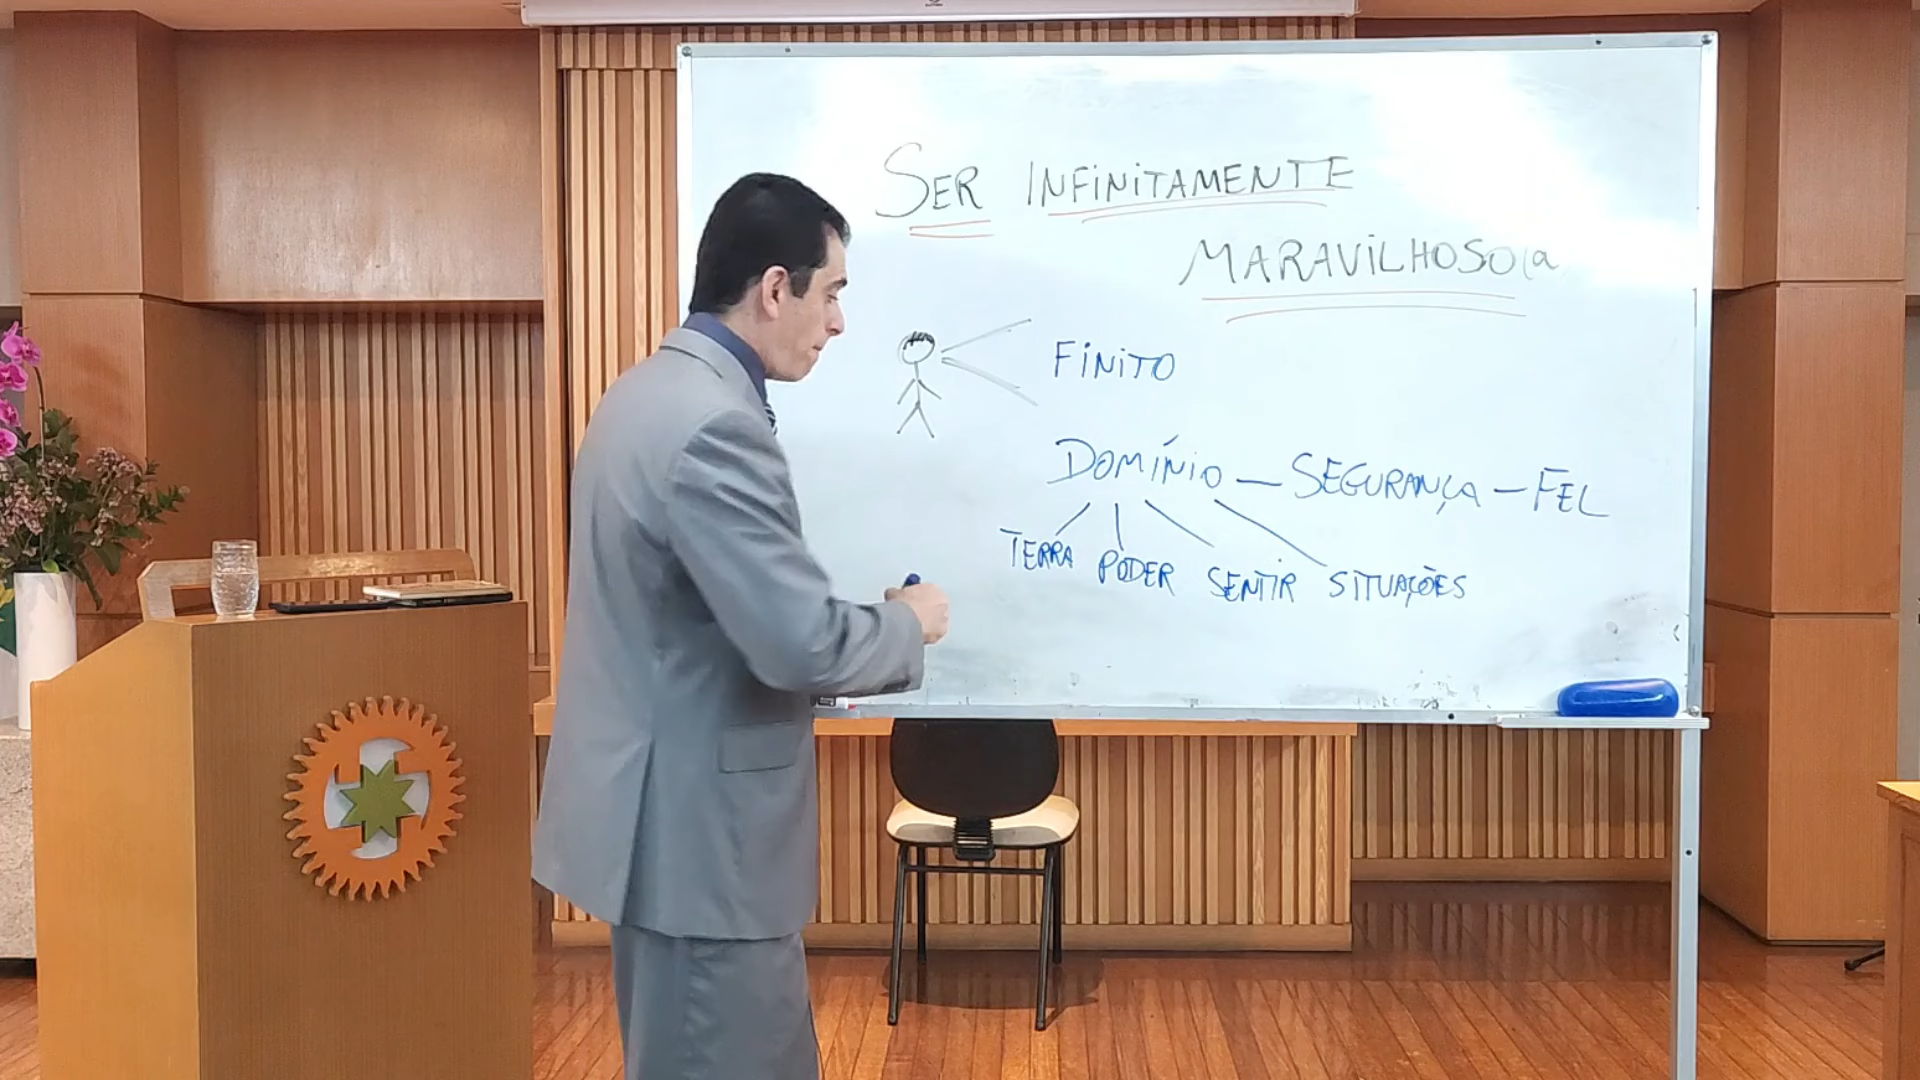 SER INFINITAMENTE
MARAVILHOSO(a
FINITO
DOMÍNIO — SEGURANÇA — FEL
TERRA PODER SENTIR SITUAÇÕES